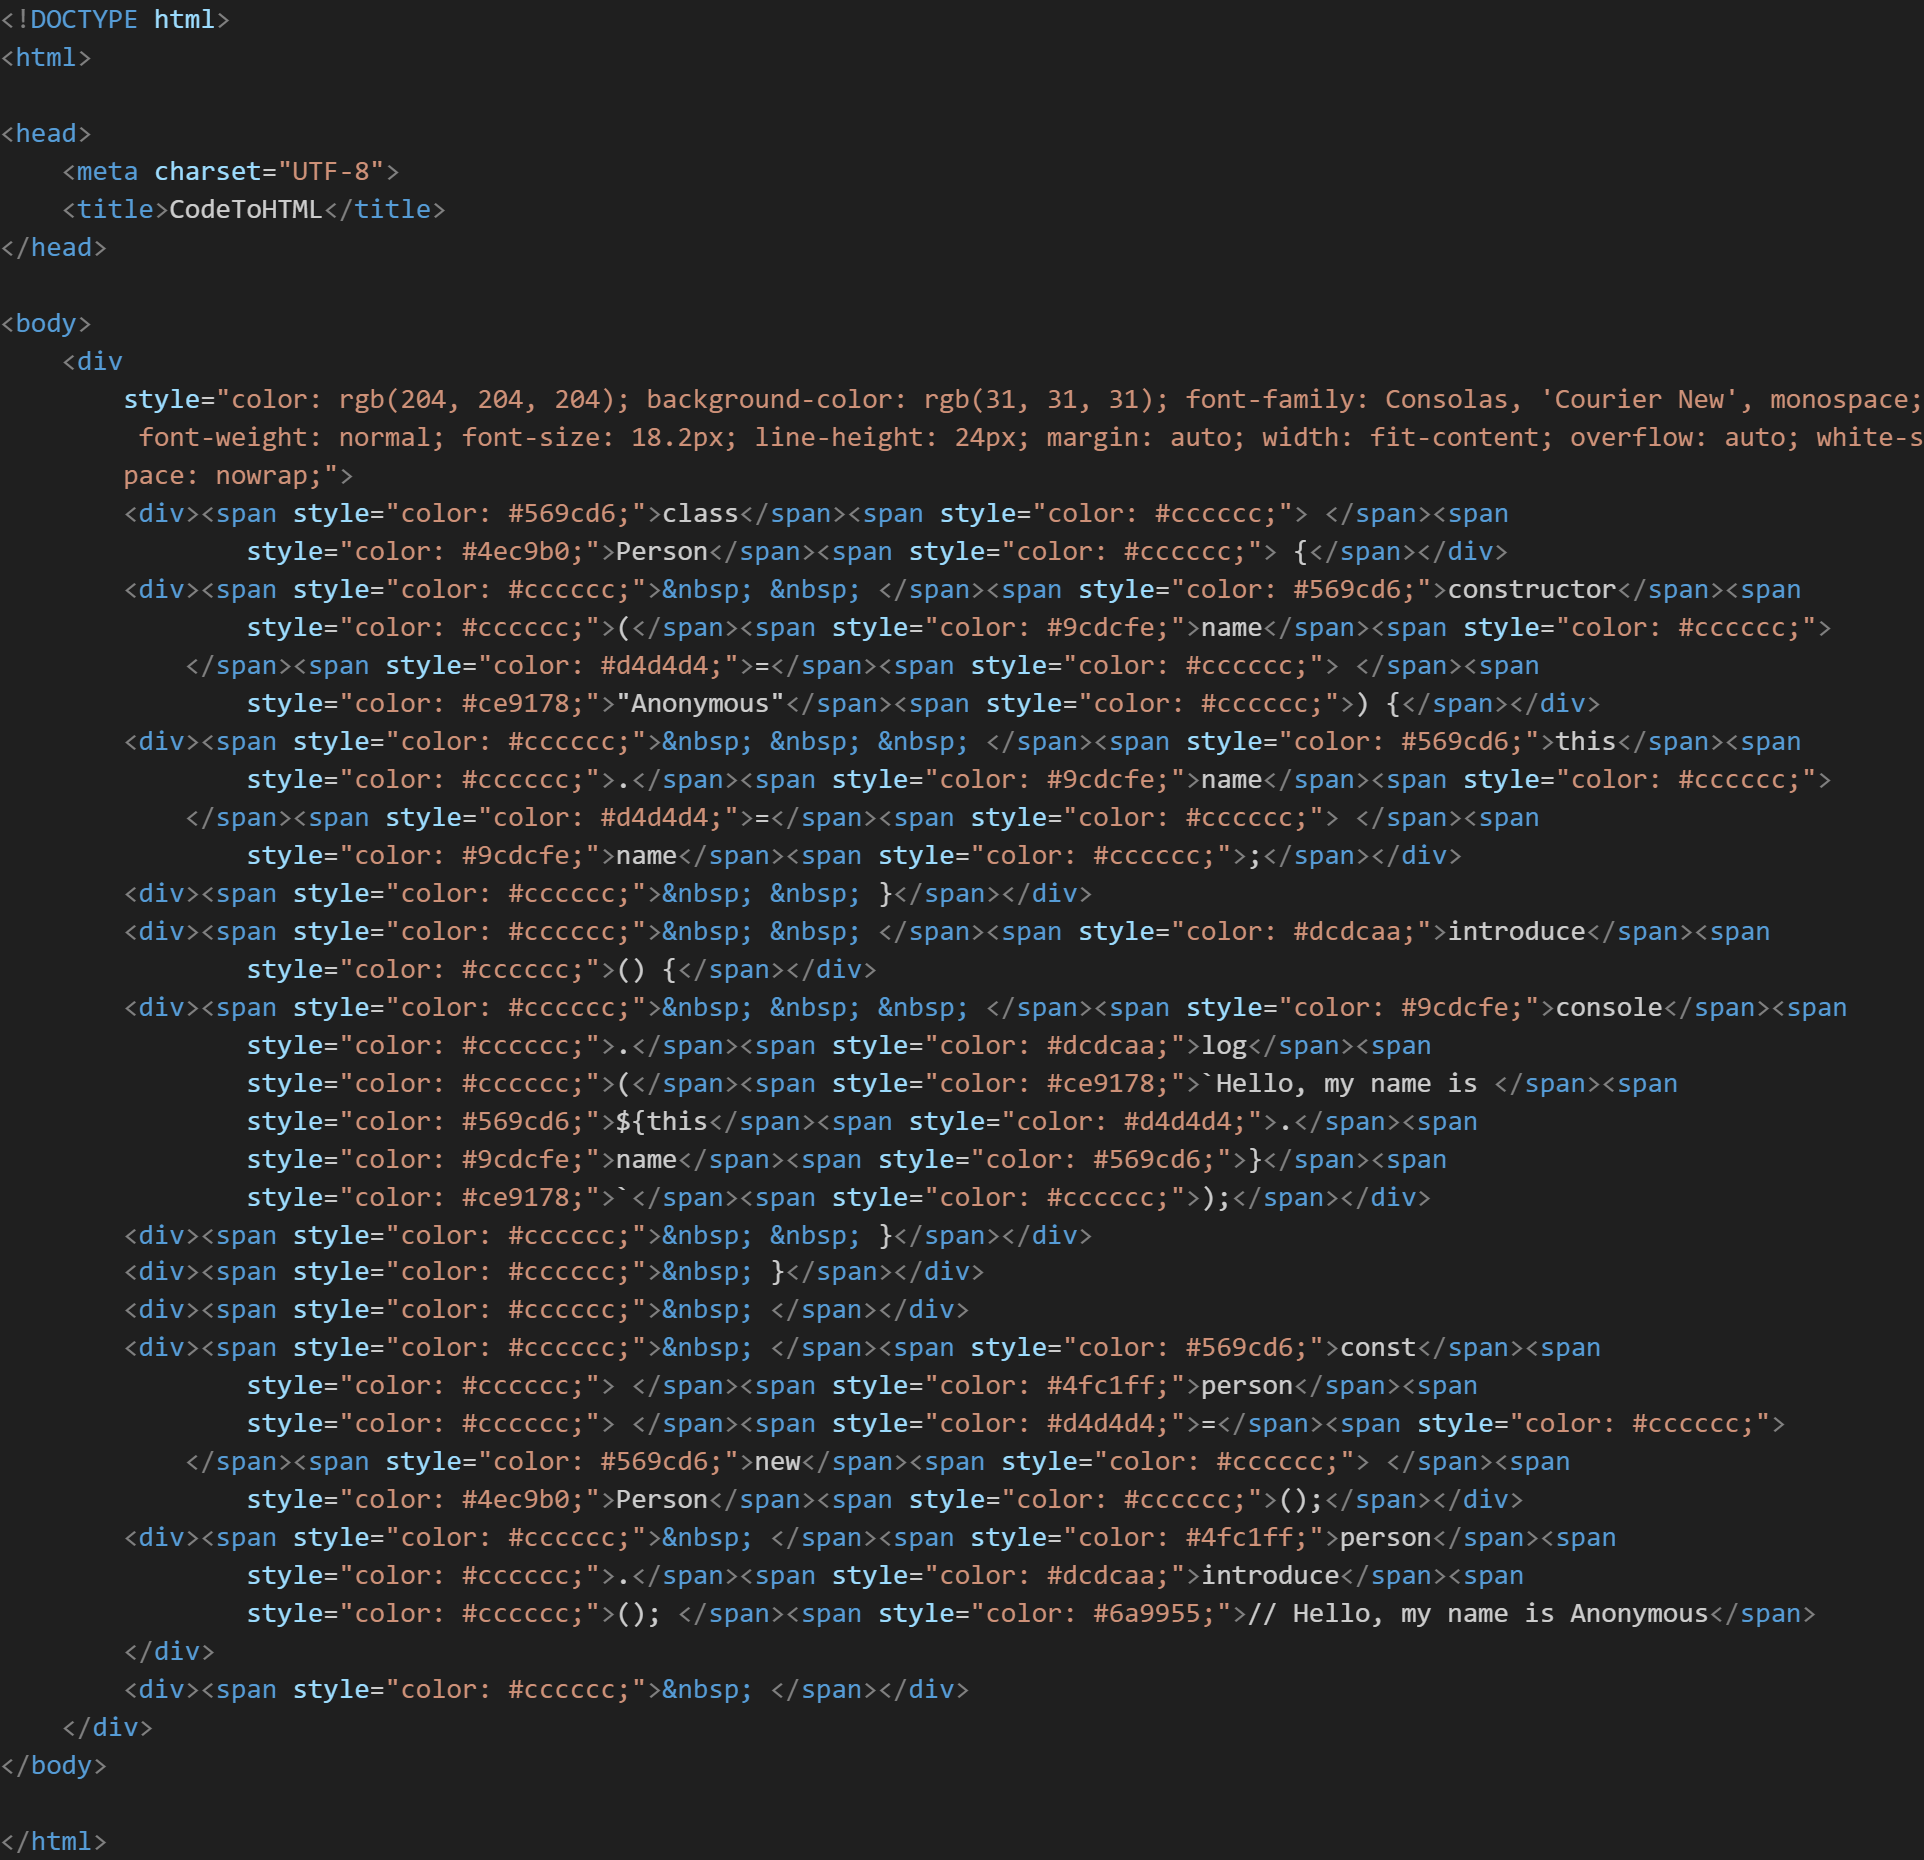 <!DOCTYPE html>
<html>
<head>
    <meta charset="UTF-8">
    <title>CodeToHTML</title>
</head>
<body>
    <div
        style="color: rgb(204, 204, 204); background-color: rgb(31, 31, 31); font-family: Consolas, 'Courier New', monospace;
         font-weight: normal; font-size: 18.2px; line-height: 24px; margin: auto; width: fit-content; overflow: auto; white-s
        pace: nowrap;">
        <div><span style="color: #569cd6;">class</span><span style="color: #cccccc;"> </span><span
                style="color: #4ec9b0;">Person</span><span style="color: #cccccc;"> {</span></div>
        <div><span style="color: #cccccc;">&nbsp; &nbsp; </span><span style="color: #569cd6;">constructor</span><span
                style="color: #cccccc;">(</span><span style="color: #9cdcfe;">name</span><span style="color: #cccccc;">
            </span><span style="color: #d4d4d4;">=</span><span style="color: #cccccc;"> </span><span
                style="color: #ce9178;">"Anonymous"</span><span style="color: #cccccc;">) {</span></div>
        <div><span style="color: #cccccc;">&nbsp; &nbsp; &nbsp; </span><span style="color: #569cd6;">this</span><span
                style="color: #cccccc;">.</span><span style="color: #9cdcfe;">name</span><span style="color: #cccccc;">
            </span><span style="color: #d4d4d4;">=</span><span style="color: #cccccc;"> </span><span
                style="color: #9cdcfe;">name</span><span style="color: #cccccc;">;</span></div>
        <div><span style="color: #cccccc;">&nbsp; &nbsp; }</span></div>
        <div><span style="color: #cccccc;">&nbsp; &nbsp; </span><span style="color: #dcdcaa;">introduce</span><span
                style="color: #cccccc;">() {</span></div>
        <div><span style="color: #cccccc;">&nbsp; &nbsp; &nbsp; </span><span style="color: #9cdcfe;">console</span><span
                style="color: #cccccc;">.</span><span style="color: #dcdcaa;">log</span><span
                style="color: #cccccc;">(</span><span style="color: #ce9178;">`Hello, my name is </span><span
                style="color: #569cd6;">${this</span><span style="color: #d4d4d4;">.</span><span
                style="color: #9cdcfe;">name</span><span style="color: #569cd6;">}</span><span
                style="color: #ce9178;">`</span><span style="color: #cccccc;">);</span></div>
        <div><span style="color: #cccccc;">&nbsp; &nbsp; }</span></div>
        <div><span style="color: #cccccc;">&nbsp; }</span></div>
        <div><span style="color: #cccccc;">&nbsp; </span></div>
        <div><span style="color: #cccccc;">&nbsp; </span><span style="color: #569cd6;">const</span><span
                style="color: #cccccc;"> </span><span style="color: #4fc1ff;">person</span><span
                style="color: #cccccc;"> </span><span style="color: #d4d4d4;">=</span><span style="color: #cccccc;">
            </span><span style="color: #569cd6;">new</span><span style="color: #cccccc;"> </span><span
                style="color: #4ec9b0;">Person</span><span style="color: #cccccc;">();</span></div>
        <div><span style="color: #cccccc;">&nbsp; </span><span style="color: #4fc1ff;">person</span><span
                style="color: #cccccc;">.</span><span style="color: #dcdcaa;">introduce</span><span
                style="color: #cccccc;">(); </span><span style="color: #6a9955;">// Hello, my name is Anonymous</span>
        </div>
        <div><span style="color: #cccccc;">&nbsp; </span></div>
    </div>
</body>
</html>